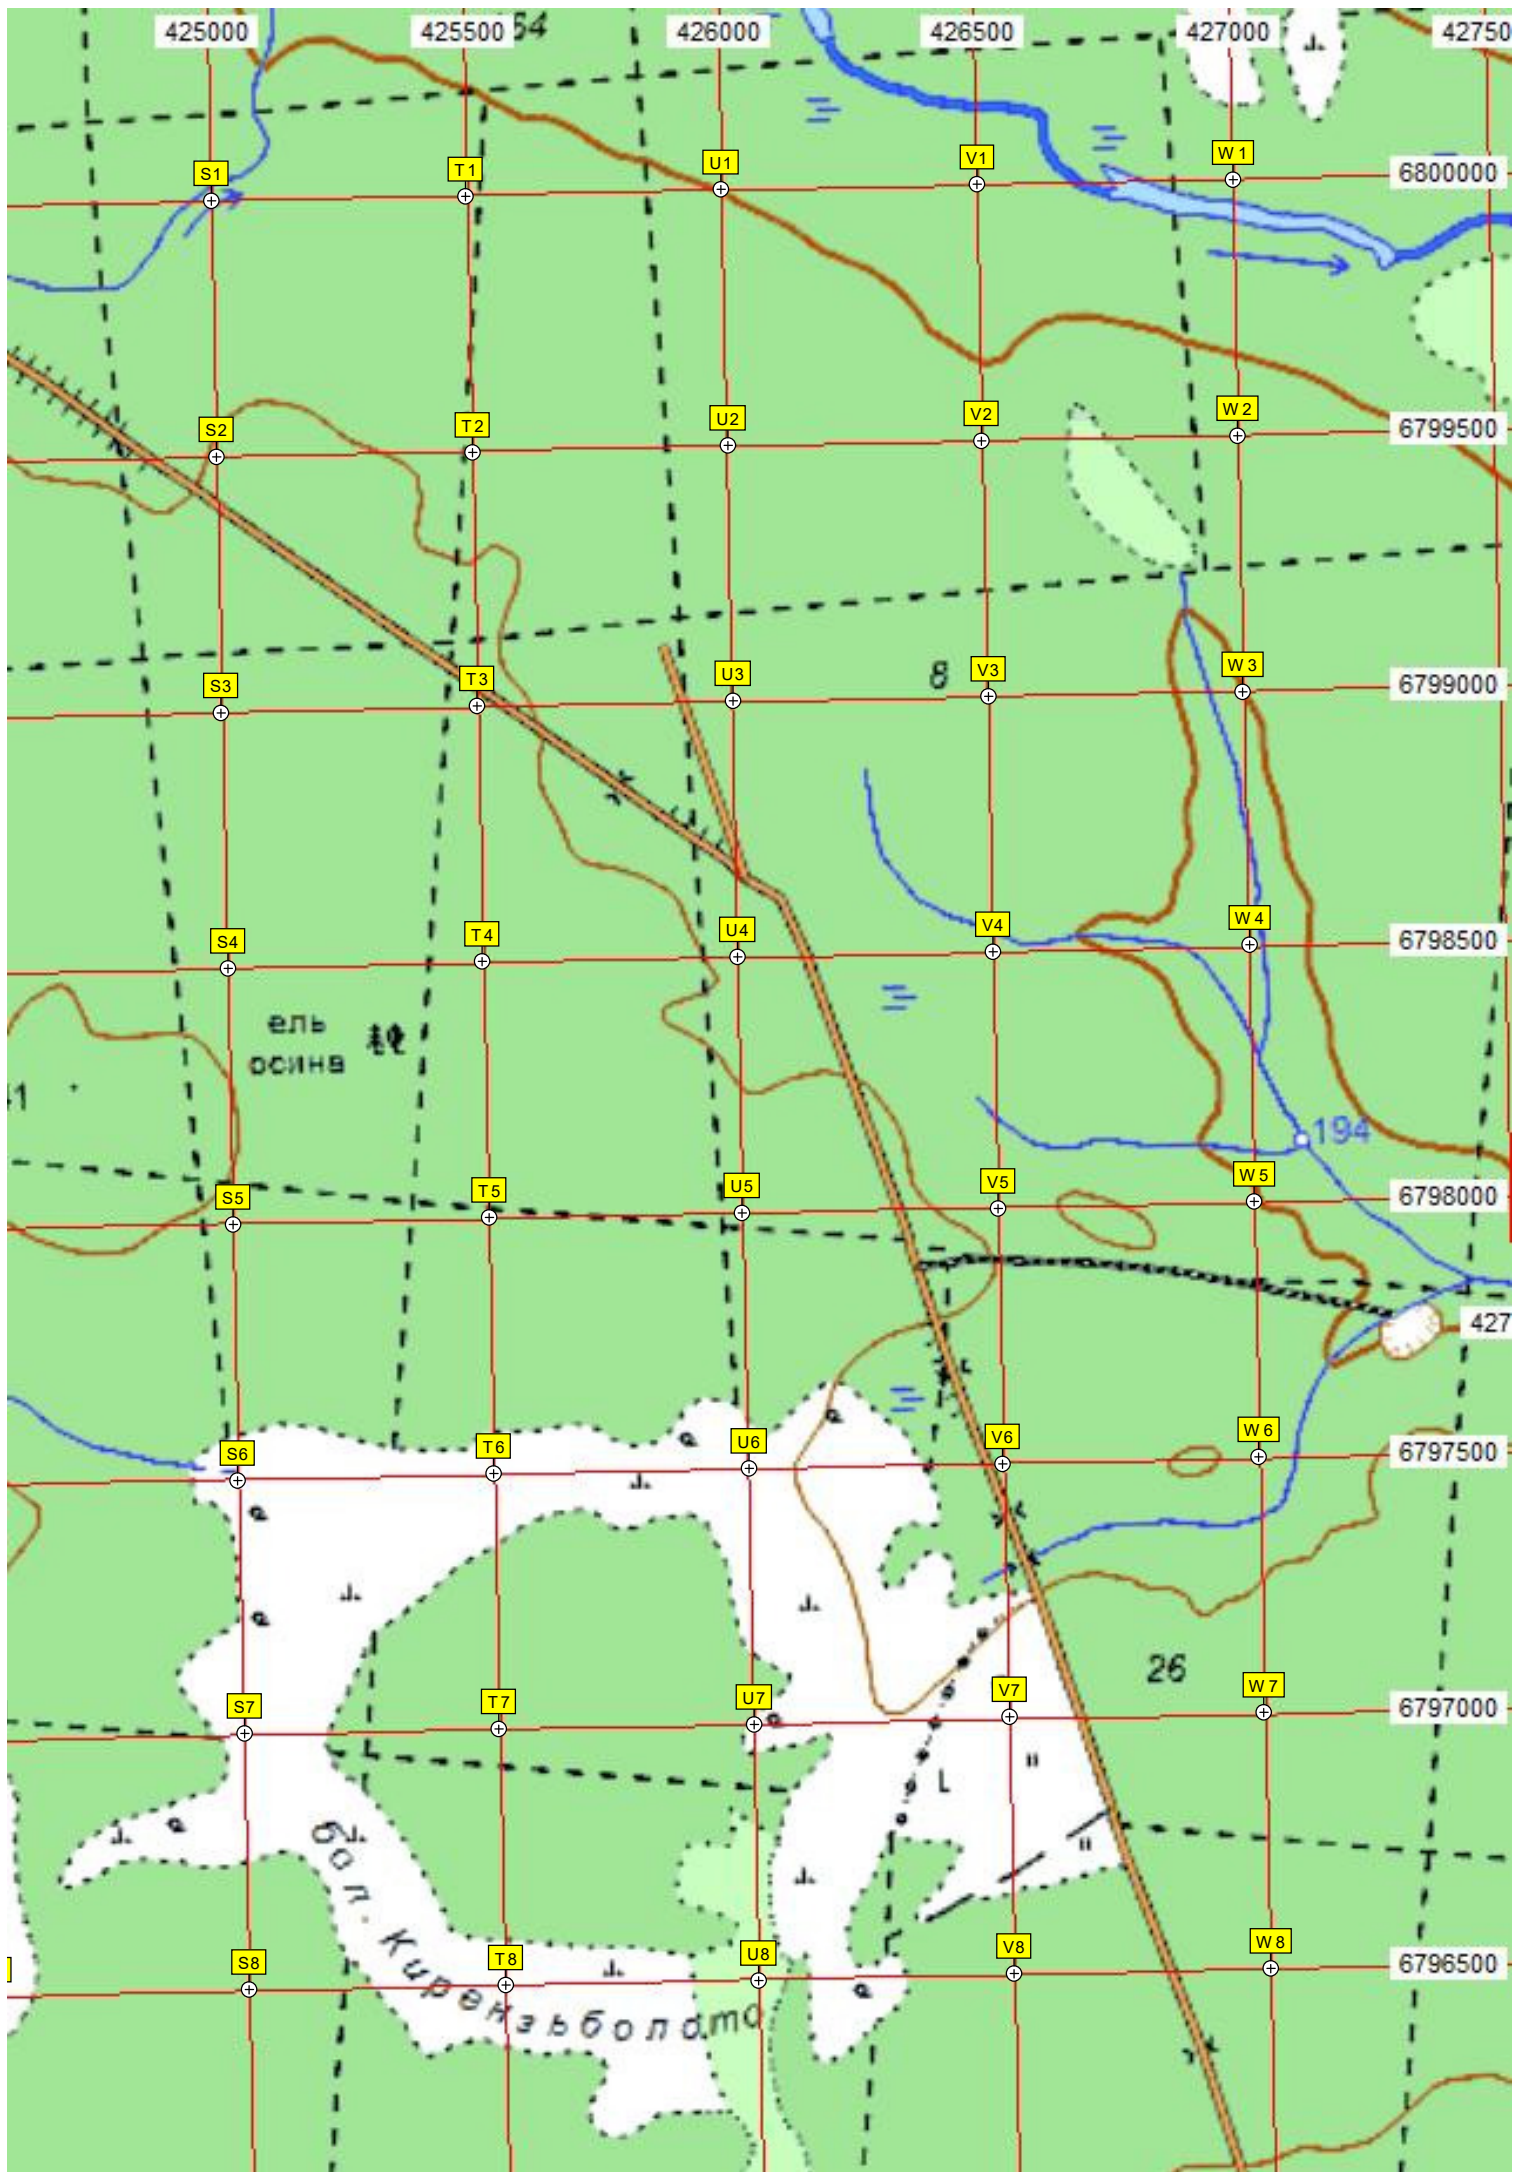 425000 425500 426000 426500 427000 42750
64
S1 T1 U1 V1 W1 6800000
S2 T2 U2 V2 W2 6799500
S3 T3 U3 8 V3 W3 6799000
S4 T4 U4 V4 W4 6798500
ель
осина
41
194
S5 T5 U5 V5 W5 6798000
427
S6 T6 U6 V6 W6 6797500
26
S7 T7 U7 V7 W7 6797000
L
бол. Кирензьболото
S8 T8 U8 V8 W8 6796500